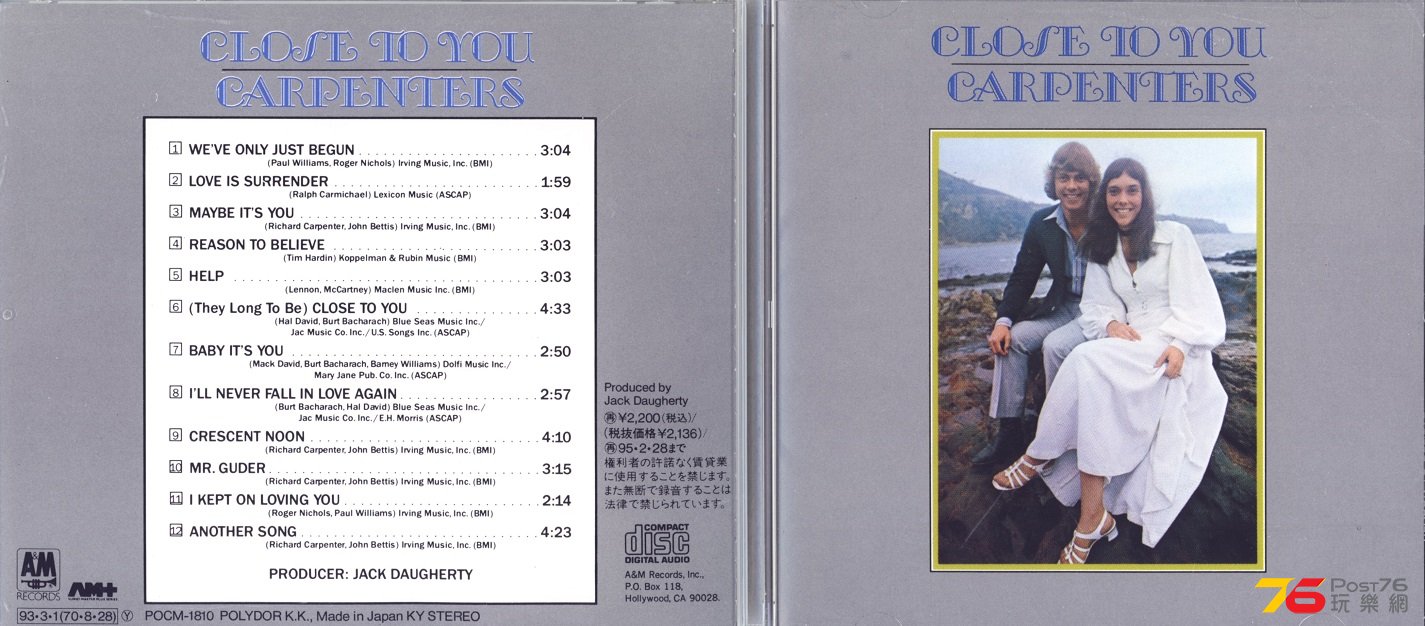 CLOSE TO YOU
CARPENTERS
1 WE'VE ONLY JUST BEGUN 3:04
(Paul Williams, Roger Nichols) Irving Music, Inc. (BMI)
2 LOVE IS SURRENDER 1:59
(Ralph Carmichael) Lexicon Music (ASCAP)
3 MAYBE IT'S YOU 3:04
(Richard Carpenter, John Bettis) Irving Music, Inc. (BMI)
4 REASON TO BELIEVE 3:03
(Tim Hardin) Koppelman & Rubin Music (BMI)
5 HELP 3:03
(Lennon, McCartney) Maclen Music Inc. (BMI)
6 (They Long To Be) CLOSE TO YOU 4:33
(Hal David, Burt Bacharach) Blue Seas Music Inc./
Jac Music Co. Inc./U.S. Songs Inc. (ASCAP)
7 BABY IT'S YOU 2:50
(Mack David, Burt Bacharach, Barney Williams) Dolfi Music Inc./
Mary Jane Pub. Co. Inc. (ASCAP)
8 I'LL NEVER FALL IN LOVE AGAIN 2:57
(Burt Bacharach, Hal David) Blue Seas Music Inc./
Jac Music Co. Inc./E.H. Morris (ASCAP)
9 CRESCENT NOON 4:10
(Richard Carpenter, John Bettis) Irving Music, Inc. (BMI)
10 MR. GUDER 3:15
(Richard Carpenter, John Bettis) Irving Music, Inc. (BMI)
11 I KEPT ON LOVING YOU 2:14
(Roger Nichols, Paul Williams) Irving Music, Inc. (BMI)
12 ANOTHER SONG 4:23
(Richard Carpenter, John Bettis) Irving Music, Inc. (BMI)
PRODUCER: JACK DAUGHERTY
Produced by
Jack Daugherty
再¥2,200(税込)/
(税抜価格¥2,136)/
再95・2・28まで
権利者の許諾なく賃貸業
に使用することを禁じます。
また無断で録音することは
法律で禁じられています。
COMPACT
disc
DIGITAL AUDIO
A&M Records, Inc.,
P.O. Box 118,
Hollywood, CA 90028.
A&M
RECORDS
AM+
93・3・1(70・8・28) Y POCM-1810 POLYDOR K.K., Made in Japan KY STEREO
CLOSE TO YOU
CARPENTERS
76 POST76
玩樂網